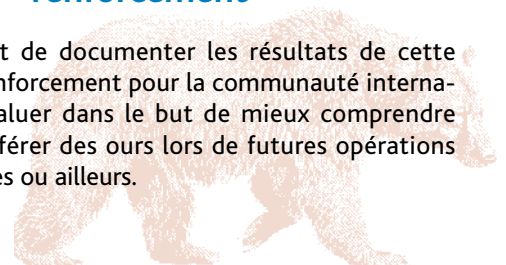 renforcement
t de documenter les résultats de cette
nforcement pour la communauté interna-
aluer dans le but de mieux comprendre
férer des ours lors de futures opérations
es ou ailleurs.